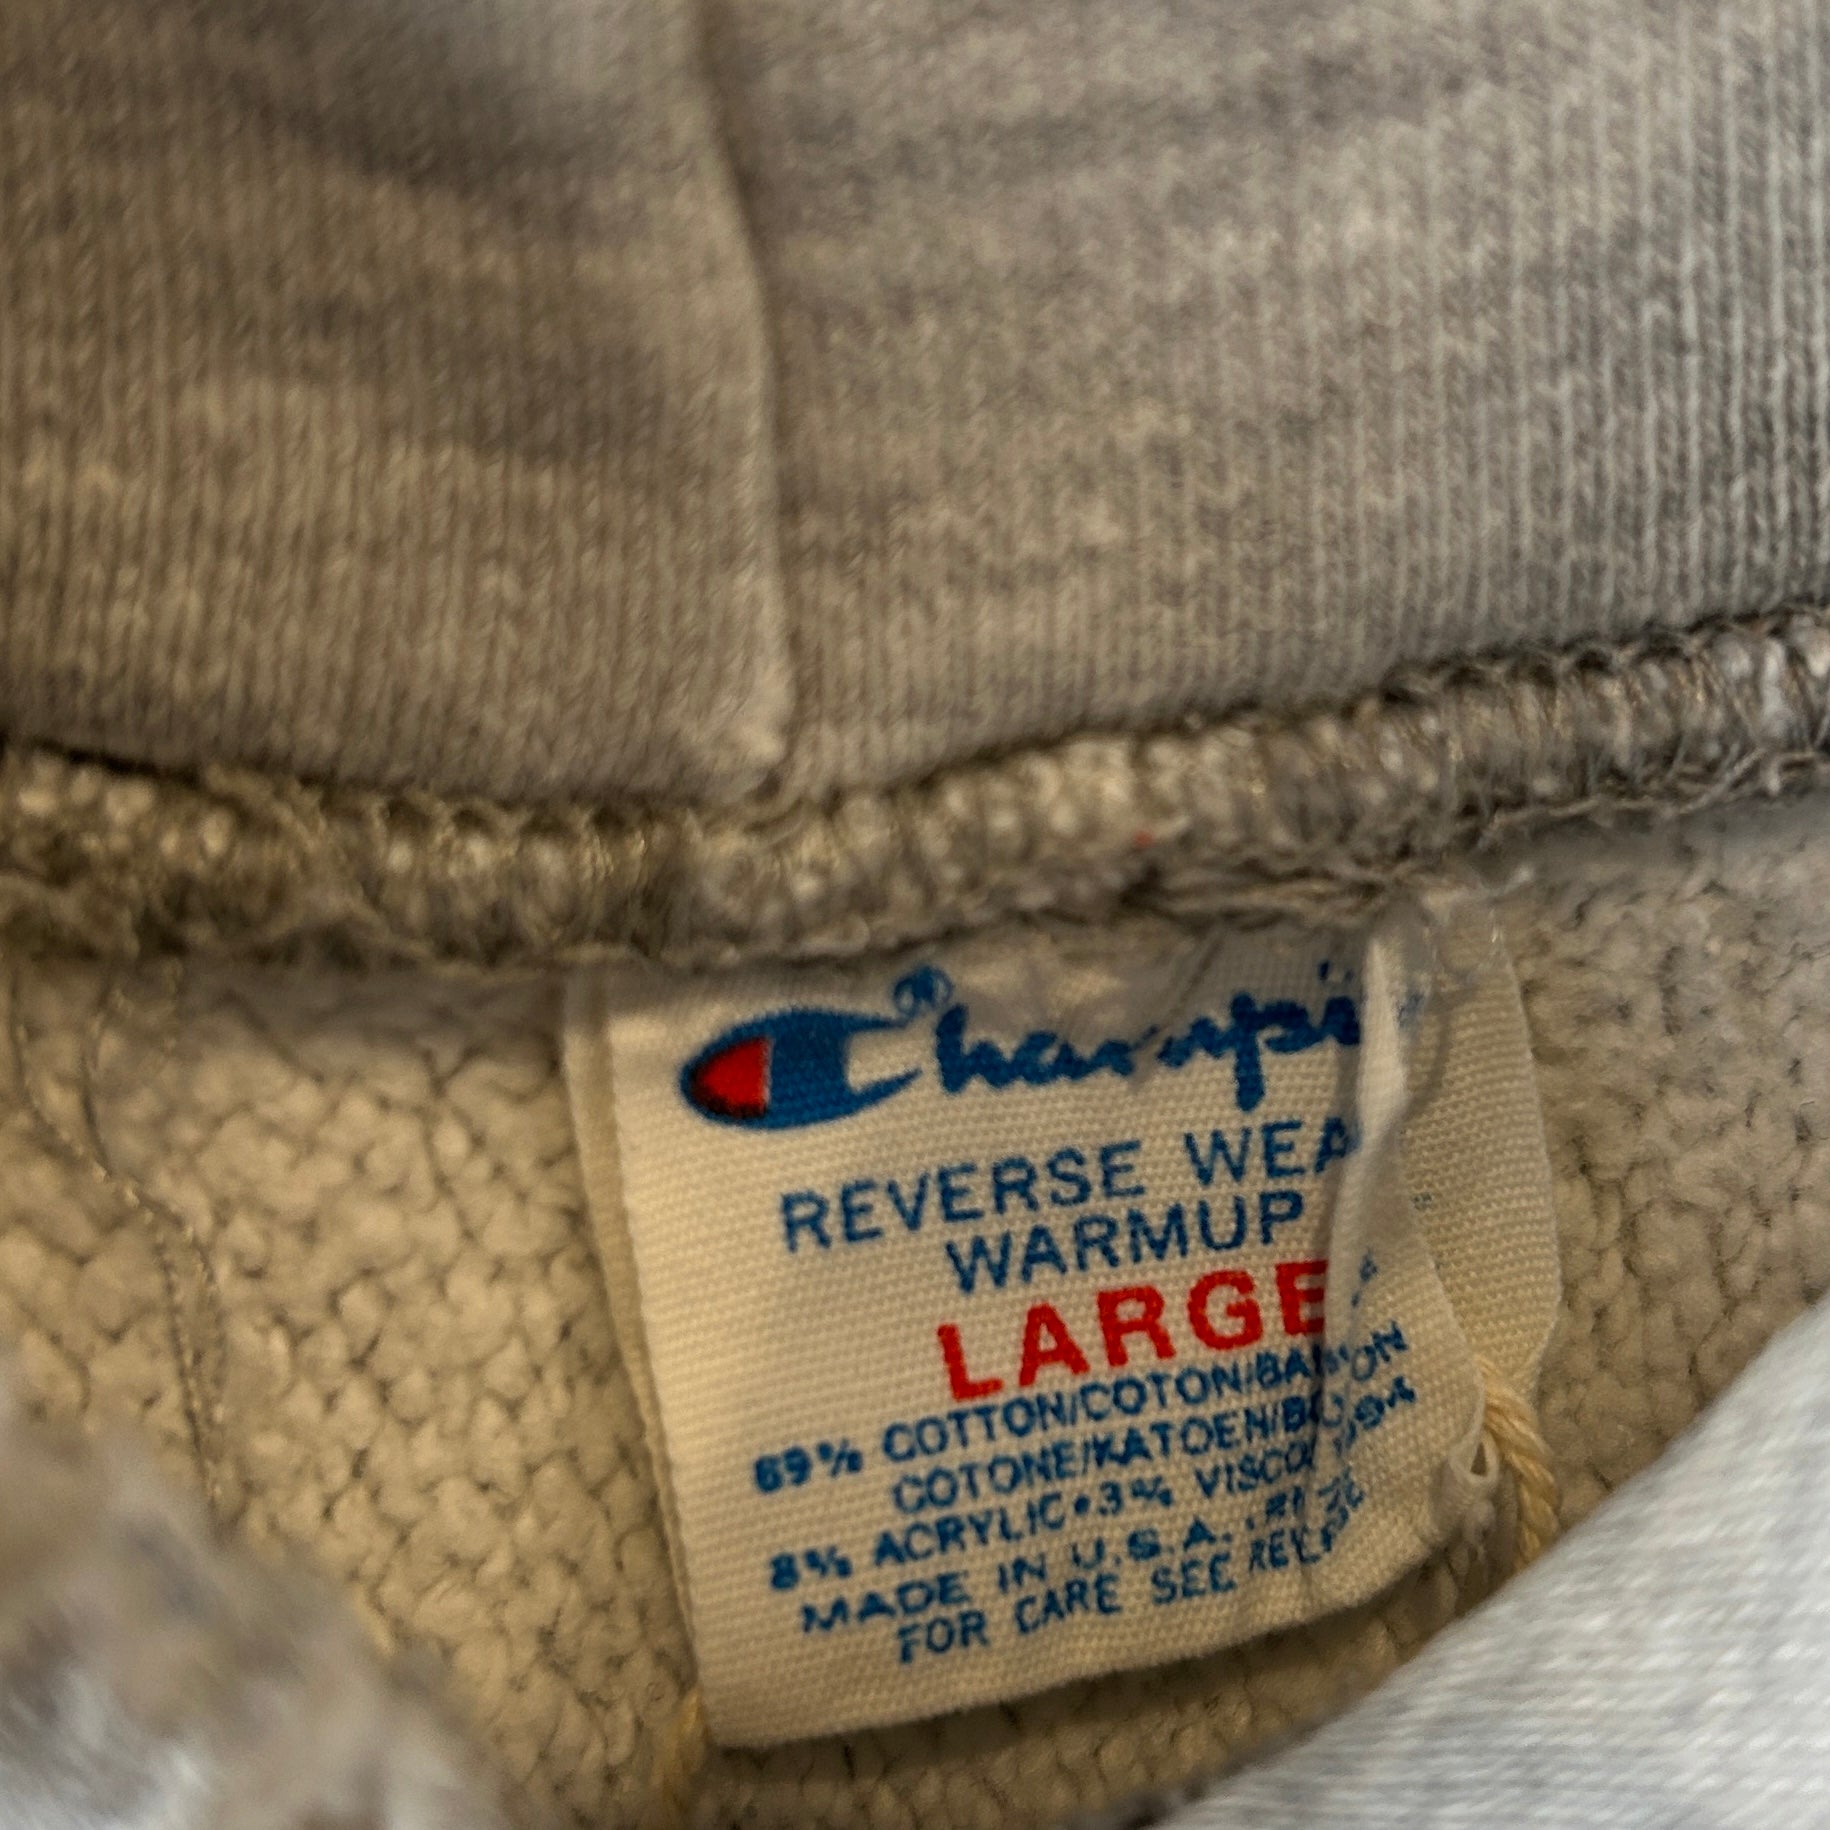 Champi
REVERSE WEA
WARMUP
LARGE
89% COTTON/COTON/BA
COTONE/KATOEN/B
8% ACRYLIC•3% VISCO
MADE IN U.S.A.
FOR CARE SEE REV